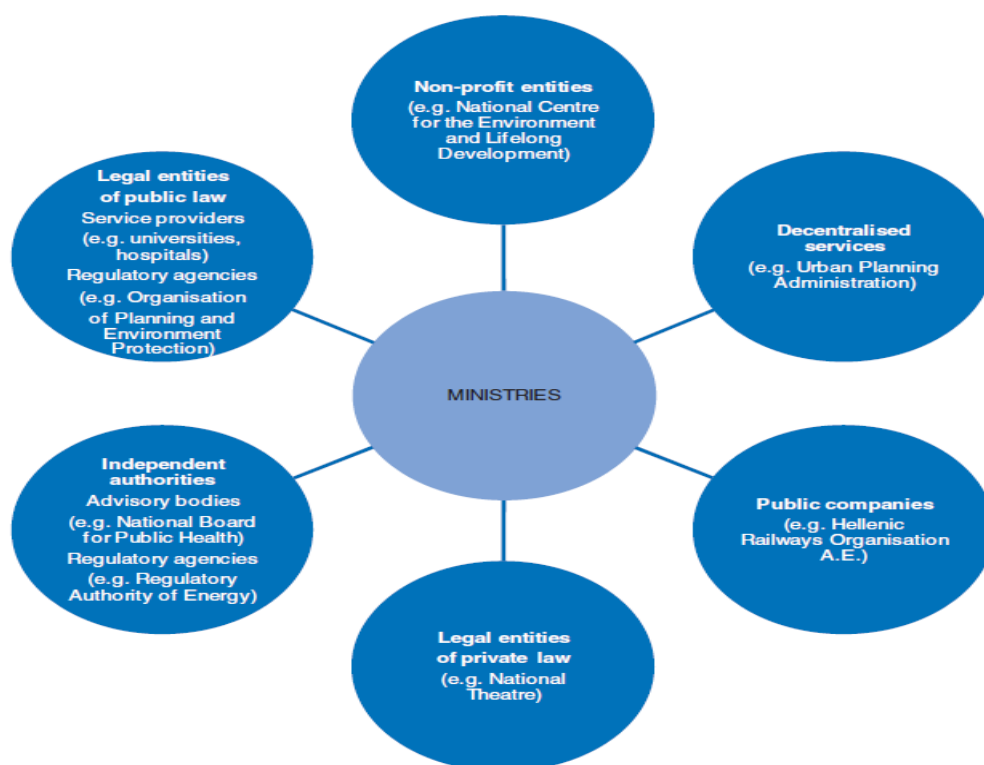 Non-profit entities
(e.g. National Centre
for the Environment
and Lifelong
Development)
Legal entities
of public law
Service providers
(e.g. universities,
hospitals)
Regulatory agencies
(e.g. Organisation
of Planning and
Environment
Protection)
Decentralised
services
(e.g. Urban Planning
Administration)
MINISTRIES
Independent
authorities
Advisory bodies
(e.g. National Board
for Public Health)
Regulatory agencies
(e.g. Regulatory
Authority of Energy)
Public companies
(e.g. Hellenic
Railways Organisation
A.E.)
Legal entities
of private law
(e.g. National
Theatre)